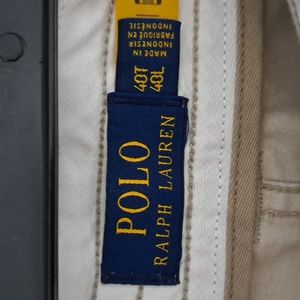 POLO
RALPH LAUREN
40T
40L
MADE IN
INDONESIA
FABRIQUÉ EN
INDONÉSIE